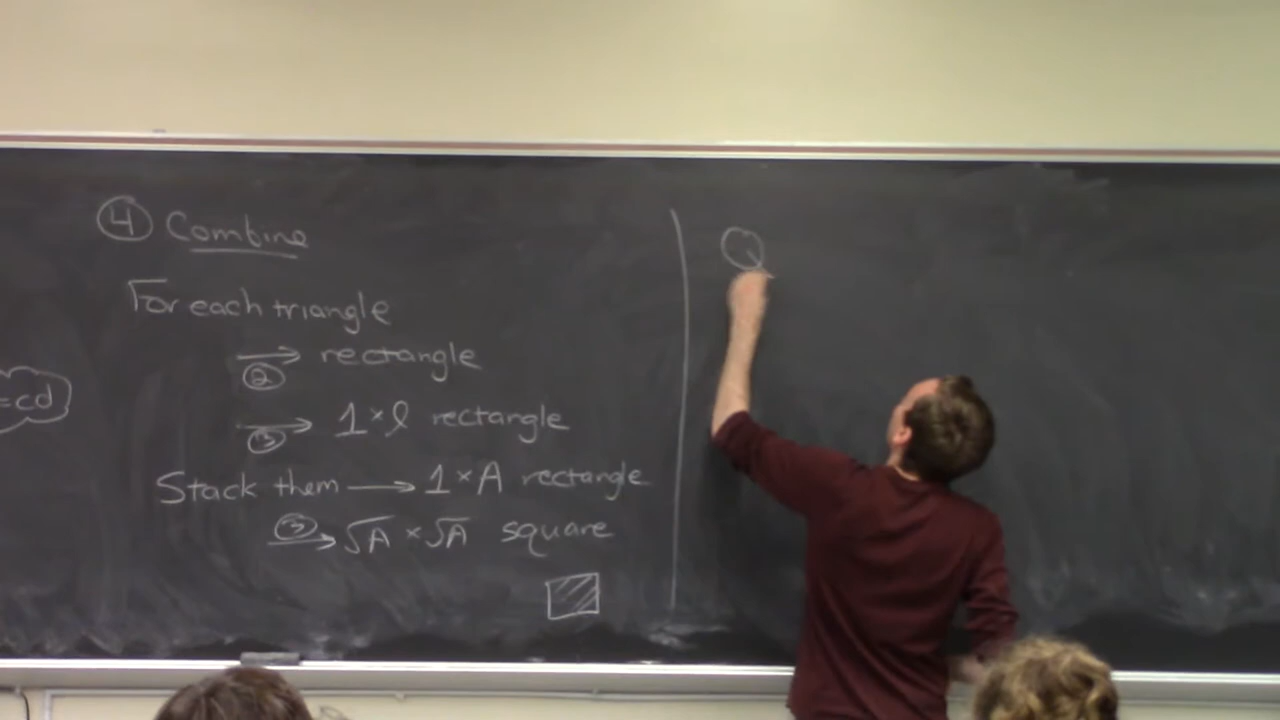 ④ Combine
For each triangle
=cd
② → rectangle
③ → 1 × l rectangle
Stack them → 1 × A rectangle
③ → √A × √A square
Q